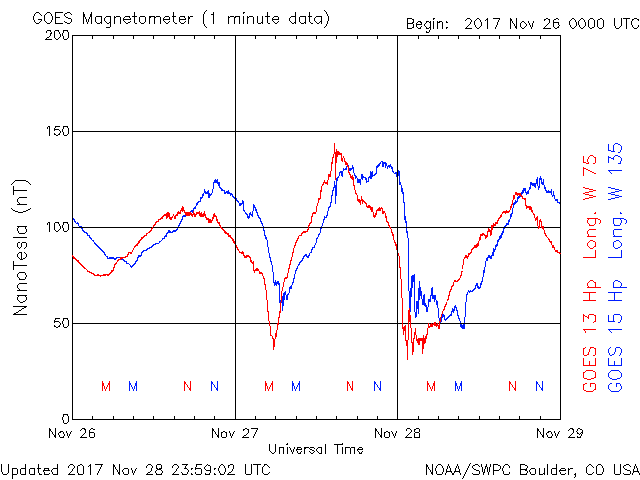 GOES Magnetometer (1 minute data)
Begin: 2017 Nov 26 0000 UTC
200
150
100
50
0
NanoTesla (nT)
M M N N M M N N M M N N
Nov 26 Nov 27 Nov 28 Nov 29
Universal Time
GOES 13 Hp Long. W 75
GOES 15 Hp Long. W 135
Updated 2017 Nov 28 23:59:02 UTC
NOAA/SWPC Boulder, CO USA